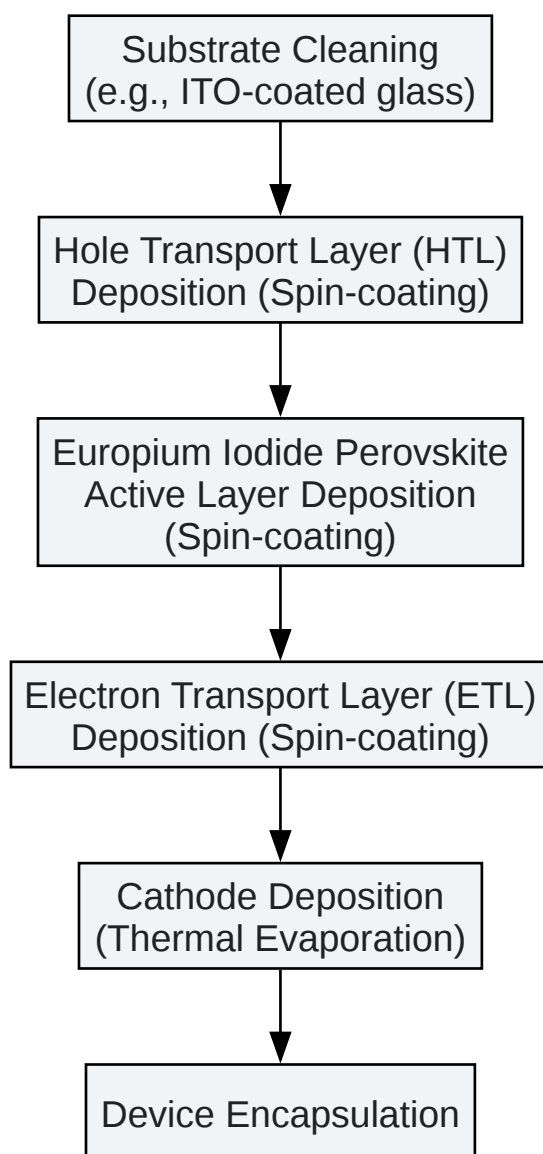 Substrate Cleaning
(e.g., ITO-coated glass)
Hole Transport Layer (HTL)
Deposition (Spin-coating)
Europium Iodide Perovskite
Active Layer Deposition
(Spin-coating)
Electron Transport Layer (ETL)
Deposition (Spin-coating)
Cathode Deposition
(Thermal Evaporation)
Device Encapsulation